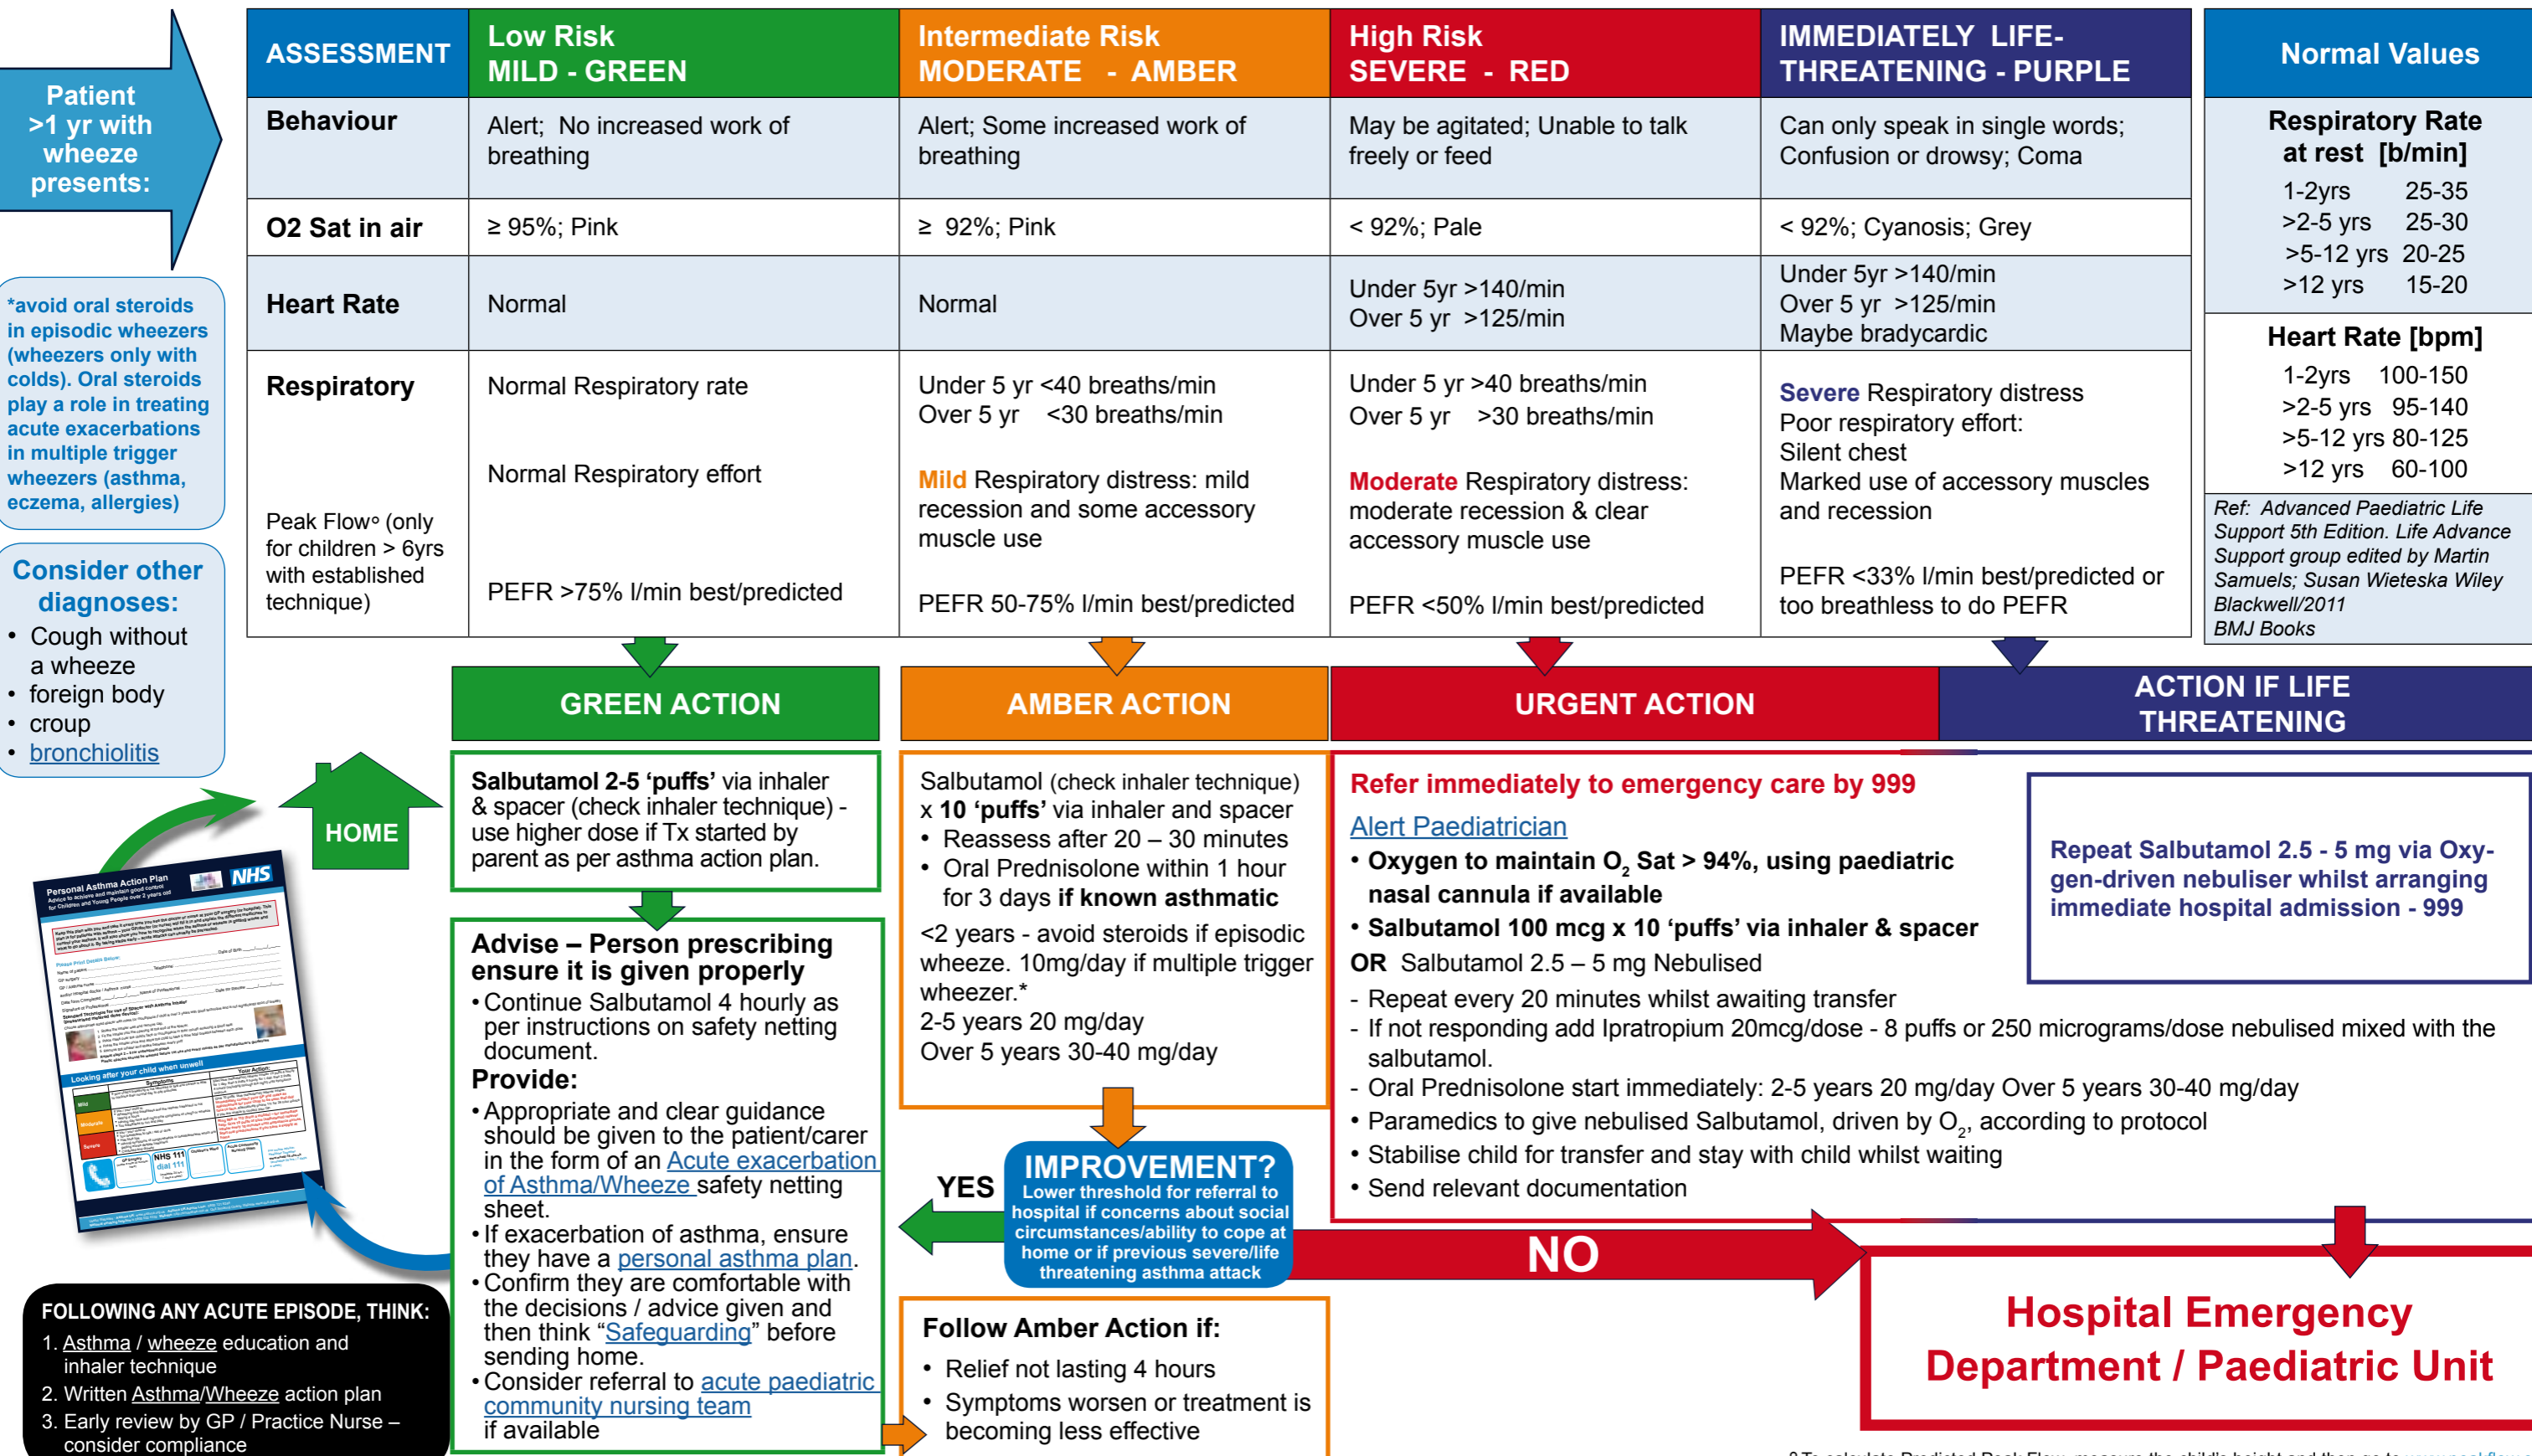 Patient
>1 yr with
wheeze
presents:
*avoid oral steroids
in episodic wheezers
(wheezers only with
colds). Oral steroids
play a role in treating
acute exacerbations
in multiple trigger
wheezers (asthma,
eczema, allergies)
Consider other
diagnoses:
• Cough without
a wheeze
• foreign body
• croup
• bronchiolitis
ASSESSMENT
Low Risk
MILD - GREEN
Intermediate Risk
MODERATE - AMBER
High Risk
SEVERE - RED
IMMEDIATELY LIFE-
THREATENING - PURPLE
Behaviour
Alert; No increased work of
breathing
Alert; Some increased work of
breathing
May be agitated; Unable to talk
freely or feed
Can only speak in single words;
Confusion or drowsy; Coma
O2 Sat in air
≥ 95%; Pink
≥ 92%; Pink
< 92%; Pale
< 92%; Cyanosis; Grey
Heart Rate
Normal
Normal
Under 5yr >140/min
Over 5 yr >125/min
Under 5yr >140/min
Over 5 yr >125/min
Maybe bradycardic
Respiratory
Peak Flow° (only
for children > 6yrs
with established
technique)
Normal Respiratory rate
Normal Respiratory effort
PEFR >75% l/min best/predicted
Under 5 yr <40 breaths/min
Over 5 yr <30 breaths/min
Mild Respiratory distress: mild
recession and some accessory
muscle use
PEFR 50-75% l/min best/predicted
Under 5 yr >40 breaths/min
Over 5 yr >30 breaths/min
Moderate Respiratory distress:
moderate recession & clear
accessory muscle use
PEFR <50% l/min best/predicted
Severe Respiratory distress
Poor respiratory effort:
Silent chest
Marked use of accessory muscles
and recession
PEFR <33% l/min best/predicted or
too breathless to do PEFR
Normal Values
Respiratory Rate
at rest [b/min]
1-2yrs 25-35
>2-5 yrs 25-30
>5-12 yrs 20-25
>12 yrs 15-20
Heart Rate [bpm]
1-2yrs 100-150
>2-5 yrs 95-140
>5-12 yrs 80-125
>12 yrs 60-100
Ref: Advanced Paediatric Life
Support 5th Edition. Life Advance
Support group edited by Martin
Samuels; Susan Wieteska Wiley
Blackwell/2011
BMJ Books
GREEN ACTION
AMBER ACTION
URGENT ACTION
ACTION IF LIFE
THREATENING
HOME
Salbutamol 2-5 ‘puffs’ via inhaler
& spacer (check inhaler technique) -
use higher dose if Tx started by
parent as per asthma action plan.
Advise – Person prescribing
ensure it is given properly
• Continue Salbutamol 4 hourly as
per instructions on safety netting
document.
Provide:
• Appropriate and clear guidance
should be given to the patient/carer
in the form of an Acute exacerbation
of Asthma/Wheeze safety netting
sheet.
• If exacerbation of asthma, ensure
they have a personal asthma plan.
• Confirm they are comfortable with
the decisions / advice given and
then think “Safeguarding” before
sending home.
• Consider referral to acute paediatric
community nursing team
if available
Salbutamol (check inhaler technique)
x 10 ‘puffs’ via inhaler and spacer
• Reassess after 20 – 30 minutes
• Oral Prednisolone within 1 hour
for 3 days if known asthmatic
<2 years - avoid steroids if episodic
wheeze. 10mg/day if multiple trigger
wheezer.*
2-5 years 20 mg/day
Over 5 years 30-40 mg/day
YES
IMPROVEMENT?
Lower threshold for referral to
hospital if concerns about social
circumstances/ability to cope at
home or if previous severe/life
threatening asthma attack
NO
Follow Amber Action if:
• Relief not lasting 4 hours
• Symptoms worsen or treatment is
becoming less effective
Refer immediately to emergency care by 999
Alert Paediatrician
• Oxygen to maintain O2 Sat > 94%, using paediatric
nasal cannula if available
• Salbutamol 100 mcg x 10 ‘puffs’ via inhaler & spacer
OR Salbutamol 2.5 – 5 mg Nebulised
- Repeat every 20 minutes whilst awaiting transfer
- If not responding add Ipratropium 20mcg/dose - 8 puffs or 250 micrograms/dose nebulised mixed with the
salbutamol.
- Oral Prednisolone start immediately: 2-5 years 20 mg/day Over 5 years 30-40 mg/day
• Paramedics to give nebulised Salbutamol, driven by O2, according to protocol
• Stabilise child for transfer and stay with child whilst waiting
• Send relevant documentation
Repeat Salbutamol 2.5 - 5 mg via Oxy-
gen-driven nebuliser whilst arranging
immediate hospital admission - 999
Hospital Emergency
Department / Paediatric Unit
Personal Asthma Action Plan
Advice to achieve and maintain good control
for Children and Young People over 2 years old
NHS
Looking after your child when unwell
Symptoms
Your Action:
Mild
Moderate
Severe
GP Surgery
NHS 111
dial 111
FOLLOWING ANY ACUTE EPISODE, THINK:
1. Asthma / wheeze education and
inhaler technique
2. Written Asthma/Wheeze action plan
3. Early review by GP / Practice Nurse –
consider compliance